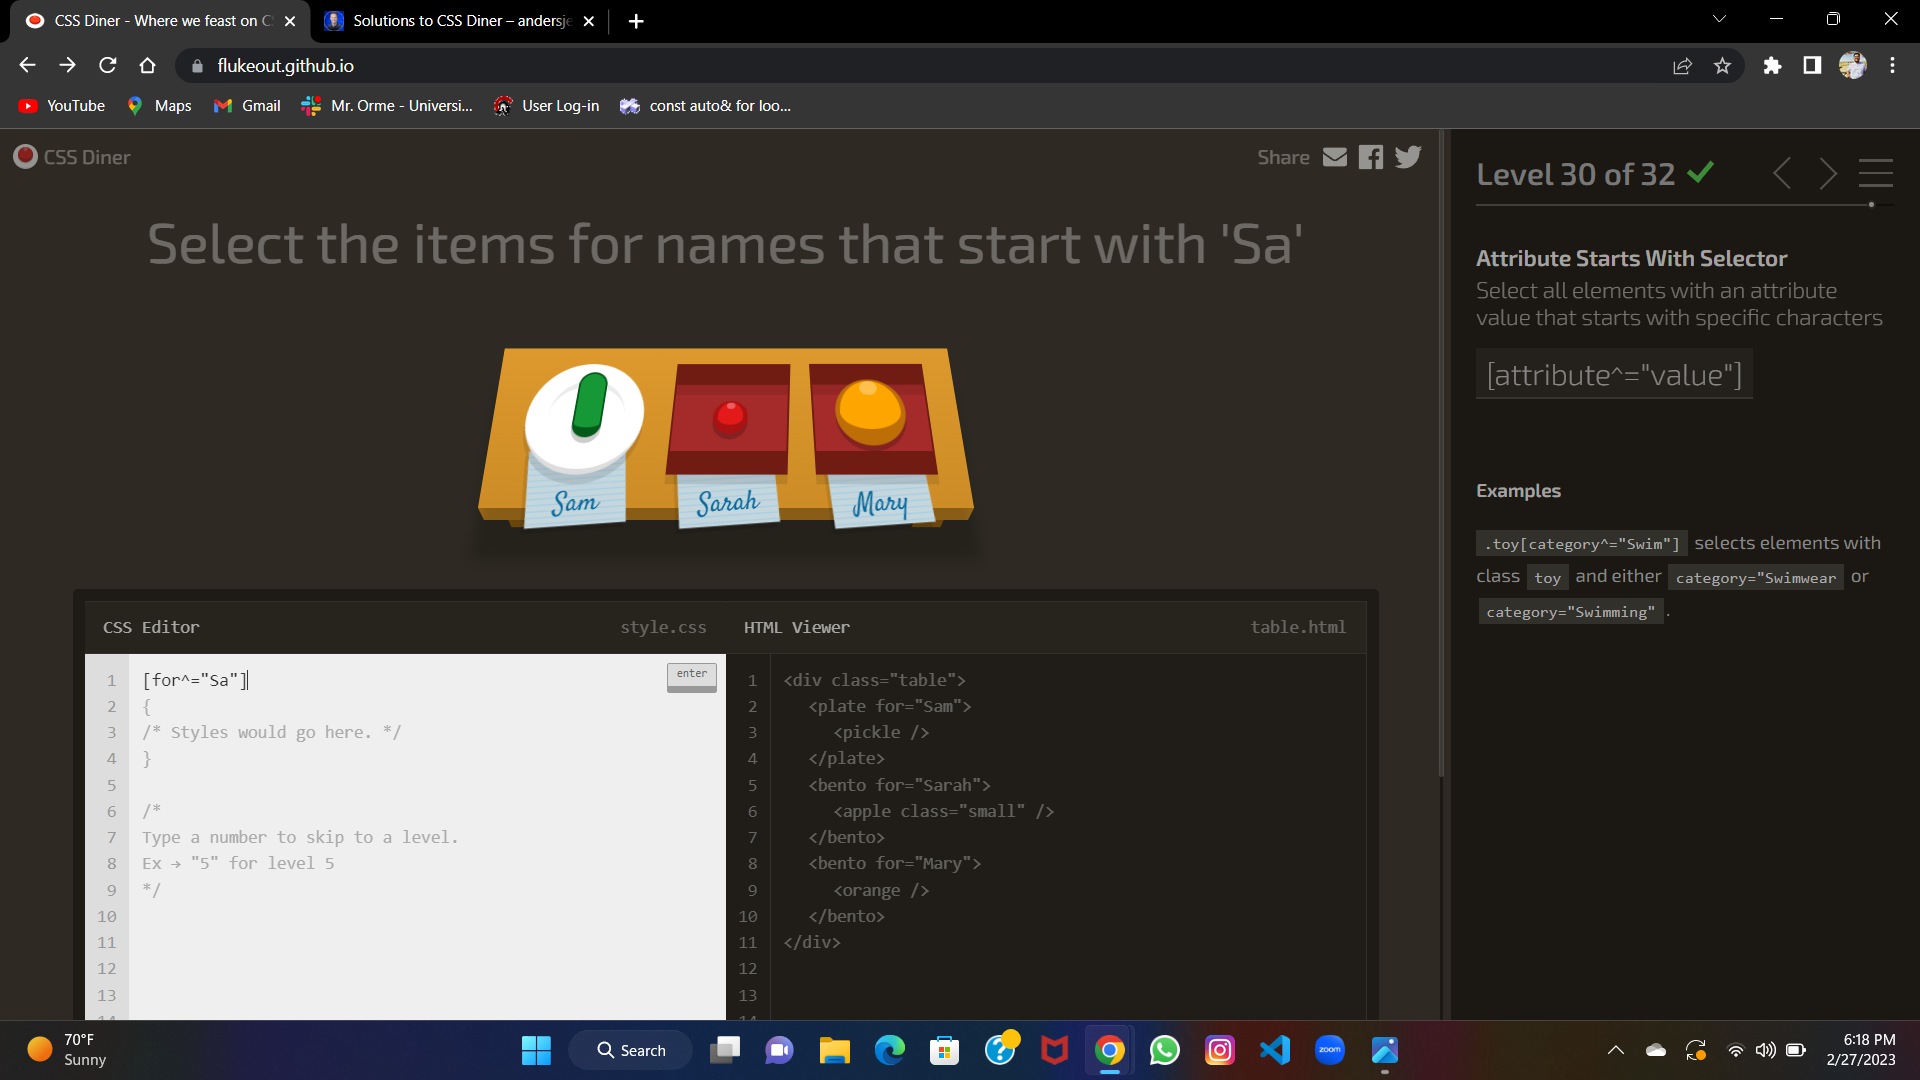 CSS Diner - Where we feast on C
Solutions to CSS Diner – andersje
flukeout.github.io
YouTube
Maps
Gmail
Mr. Orme - Universi...
User Log-in
const auto& for loo...
CSS Diner
Share
Level 30 of 32
Select the items for names that start with 'Sa'
Sam
Sarah
Mary
Attribute Starts With Selector
Select all elements with an attribute
value that starts with specific characters
[attribute^="value"]
Examples
.toy[category^="Swim"] selects elements with
class toy and either category="Swimwear or
category="Swimming" .
CSS Editor
style.css
enter
1 [for^="Sa"]
2 {
3 /* Styles would go here. */
4 }
5
6 /*
7 Type a number to skip to a level.
8 Ex → "5" for level 5
9 */
10
11
12
13
14
HTML Viewer
table.html
1 <div class="table">
2 <plate for="Sam">
3 <pickle />
4 </plate>
5 <bento for="Sarah">
6 <apple class="small" />
7 </bento>
8 <bento for="Mary">
9 <orange />
10 </bento>
11 </div>
12
13
14
70°F
Sunny
Search
zoom
6:18 PM
2/27/2023